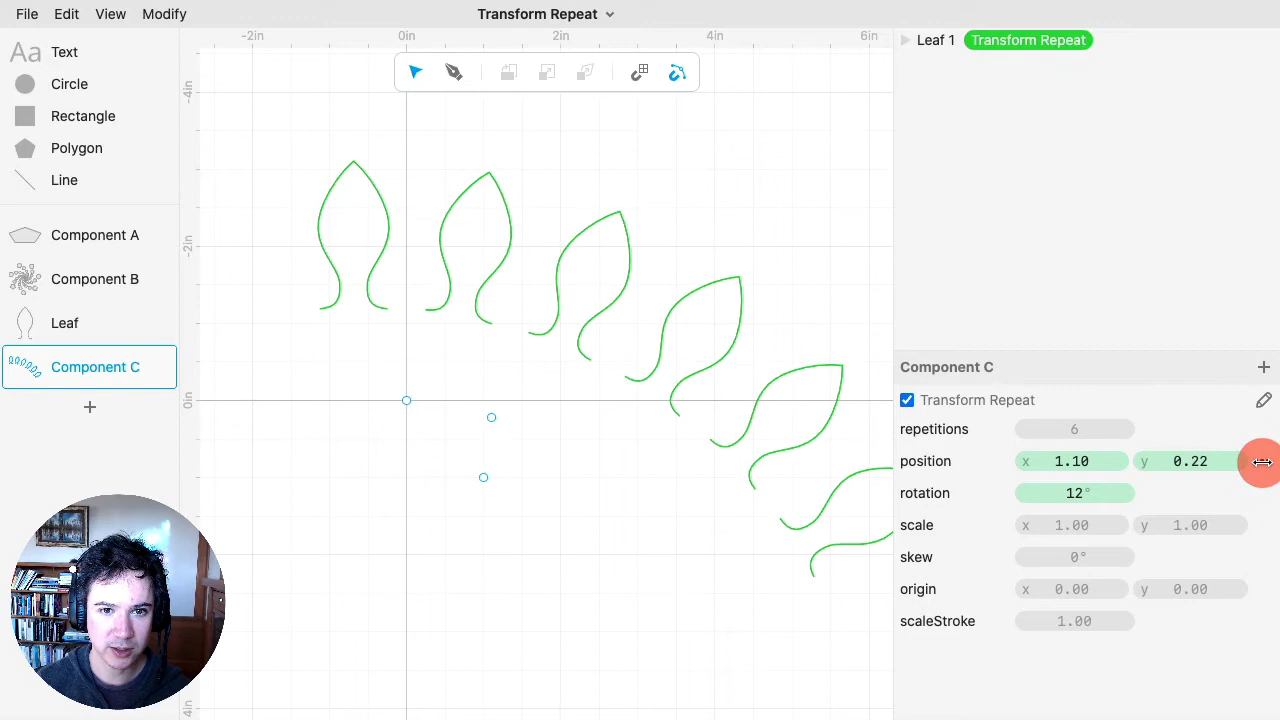 File Edit View Modify
Transform Repeat
Aa Text
Circle
Rectangle
Polygon
Line
Component A
Component B
Leaf
Component C
-2in 0in 2in 4in 6in
-4in
-2in
0in
4in
Leaf 1 Transform Repeat
Component C
Transform Repeat
repetitions 6
position x 1.10 y 0.22
rotation 12°
scale x 1.00 y 1.00
skew 0°
origin x 0.00 y 0.00
scaleStroke 1.00